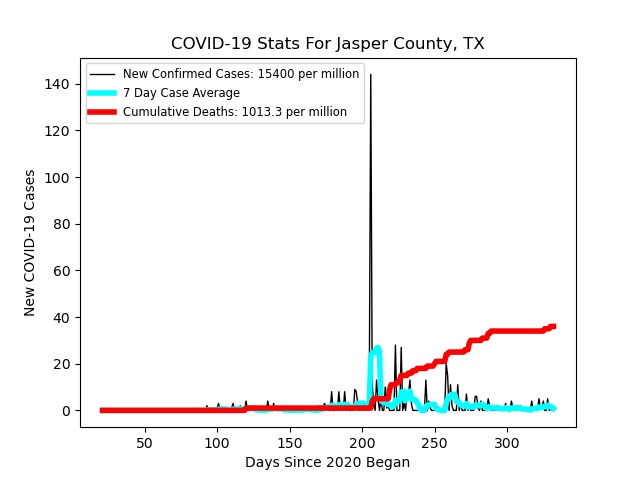 COVID-19 Stats For Jasper County, TX
New Confirmed Cases: 15400 per million
7 Day Case Average
Cumulative Deaths: 1013.3 per million
New COVID-19 Cases
140
120
100
80
60
40
20
0
50
100
150
200
250
300
Days Since 2020 Began